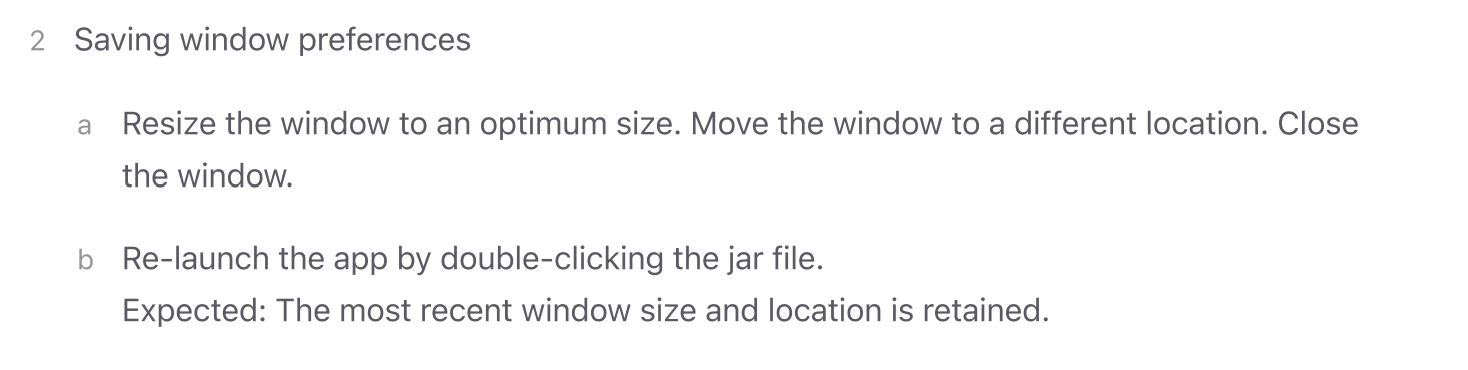 2 Saving window preferences
a Resize the window to an optimum size. Move the window to a different location. Close
the window.
b Re-launch the app by double-clicking the jar file.
Expected: The most recent window size and location is retained.